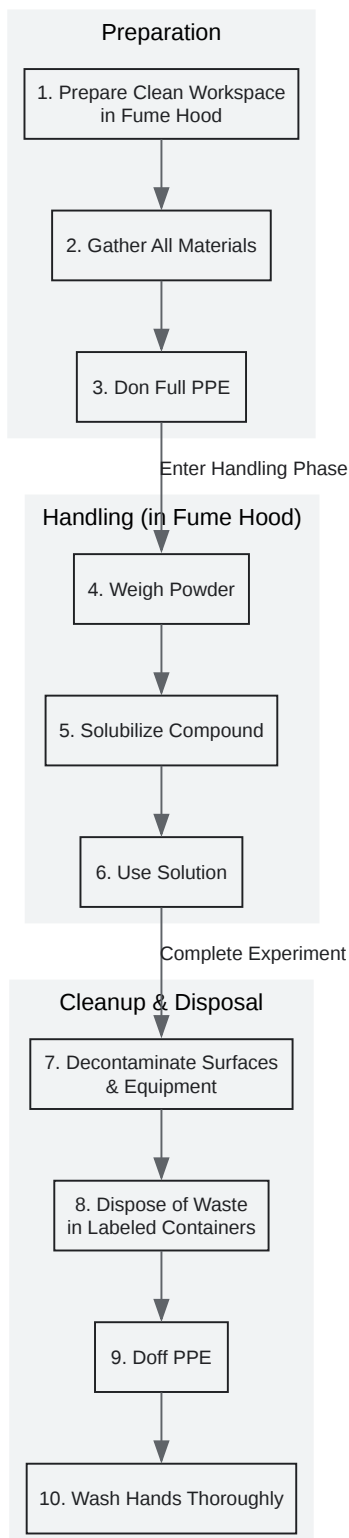 Preparation
1. Prepare Clean Workspace
in Fume Hood
2. Gather All Materials
3. Don Full PPE
Enter Handling Phase
Handling (in Fume Hood)
4. Weigh Powder
5. Solubilize Compound
6. Use Solution
Complete Experiment
Cleanup & Disposal
7. Decontaminate Surfaces
& Equipment
8. Dispose of Waste
in Labeled Containers
9. Doff PPE
10. Wash Hands Thoroughly